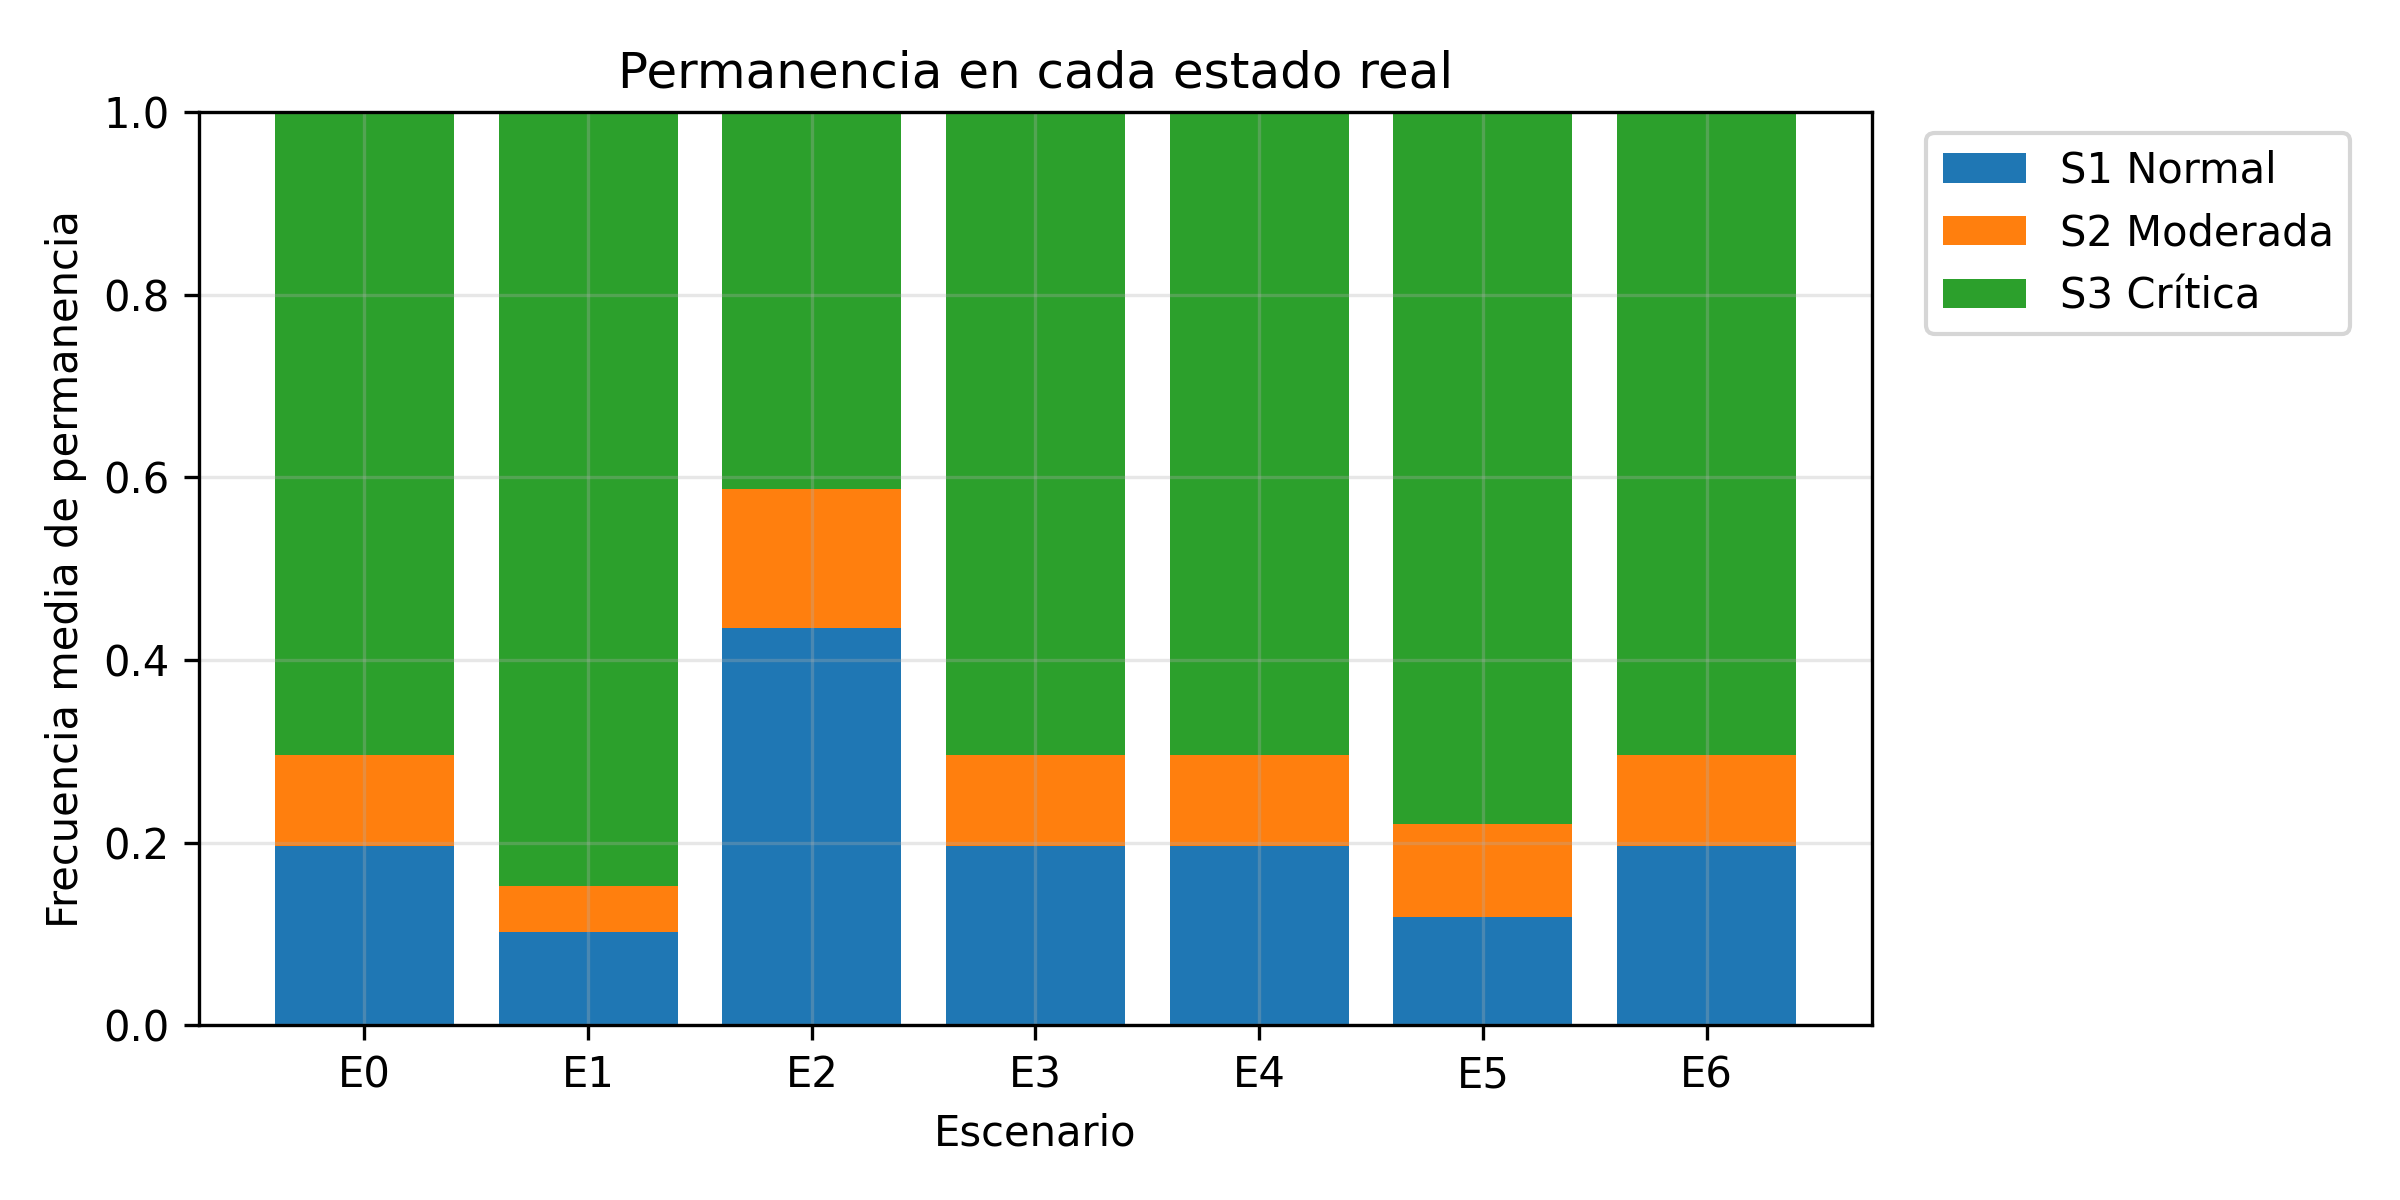 Permanencia en cada estado real
1.0
0.8
0.6
0.4
0.2
0.0
Frecuencia media de permanencia
E0 E1 E2 E3 E4 E5 E6
Escenario
S1 Normal
S2 Moderada
S3 Crítica